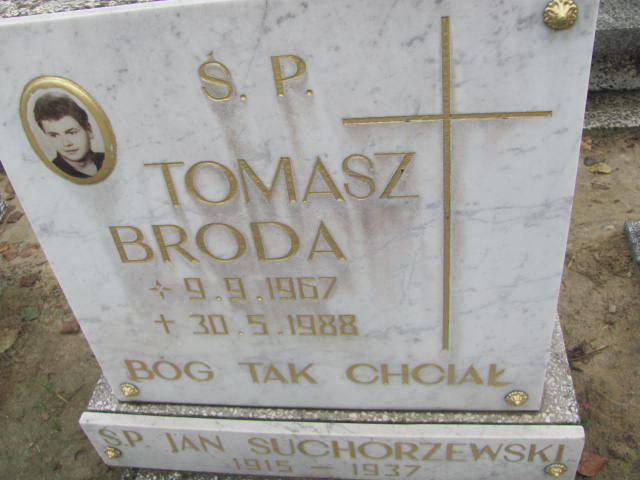 Ś. P.
TOMASZ
BRODA
9.9.1967
30.5.1988
BÓG TAK CHCIAŁ
ŚP. JAN SUCHORZEWSKI
1915 - 1937